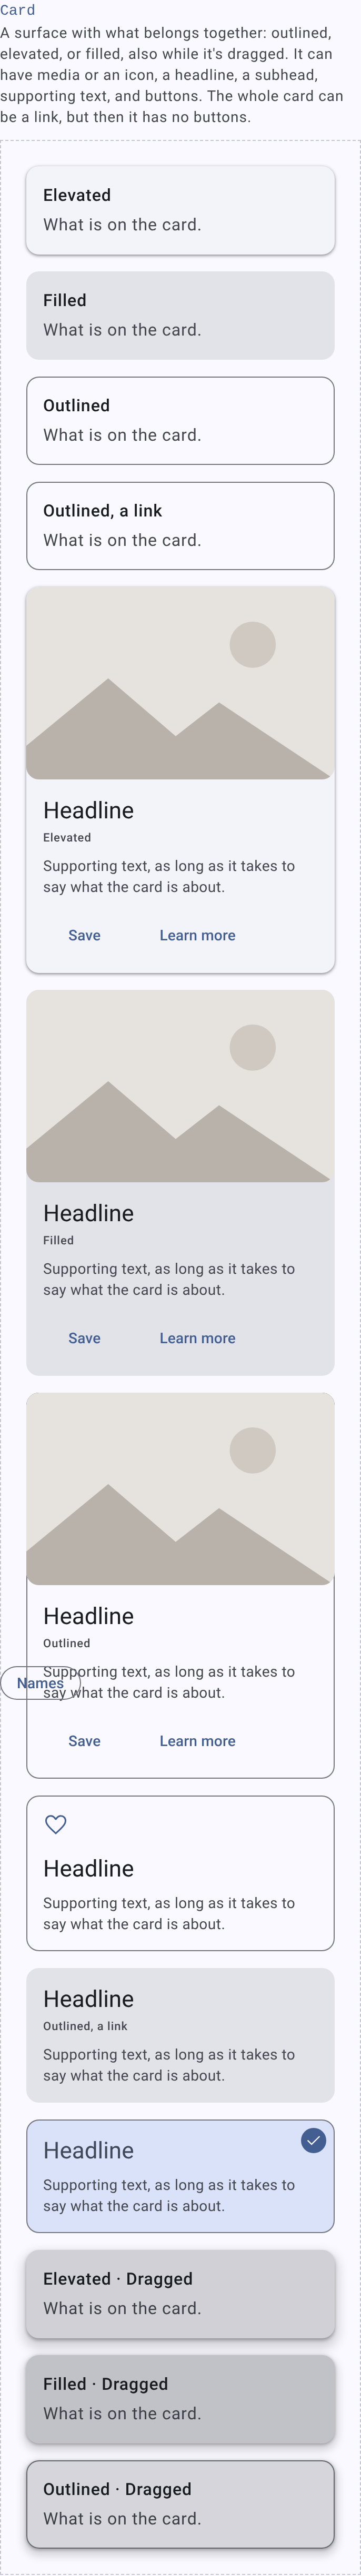 Card
A surface with what belongs together: outlined,
elevated, or filled, also while it's dragged. It can
have media or an icon, a headline, a subhead,
supporting text, and buttons. The whole card can
be a link, but then it has no buttons.
Elevated
What is on the card.
Filled
What is on the card.
Outlined
What is on the card.
Outlined, a link
What is on the card.
Headline
Elevated
Supporting text, as long as it takes to
say what the card is about.
Save Learn more
Headline
Filled
Supporting text, as long as it takes to
say what the card is about.
Save Learn more
Headline
Outlined
Supporting text, as long as it takes to
Names
say what the card is about.
Save Learn more
Headline
Supporting text, as long as it takes to
say what the card is about.
Headline
Outlined, a link
Supporting text, as long as it takes to
say what the card is about.
Headline
Supporting text, as long as it takes to
say what the card is about.
Elevated · Dragged
What is on the card.
Filled · Dragged
What is on the card.
Outlined · Dragged
What is on the card.